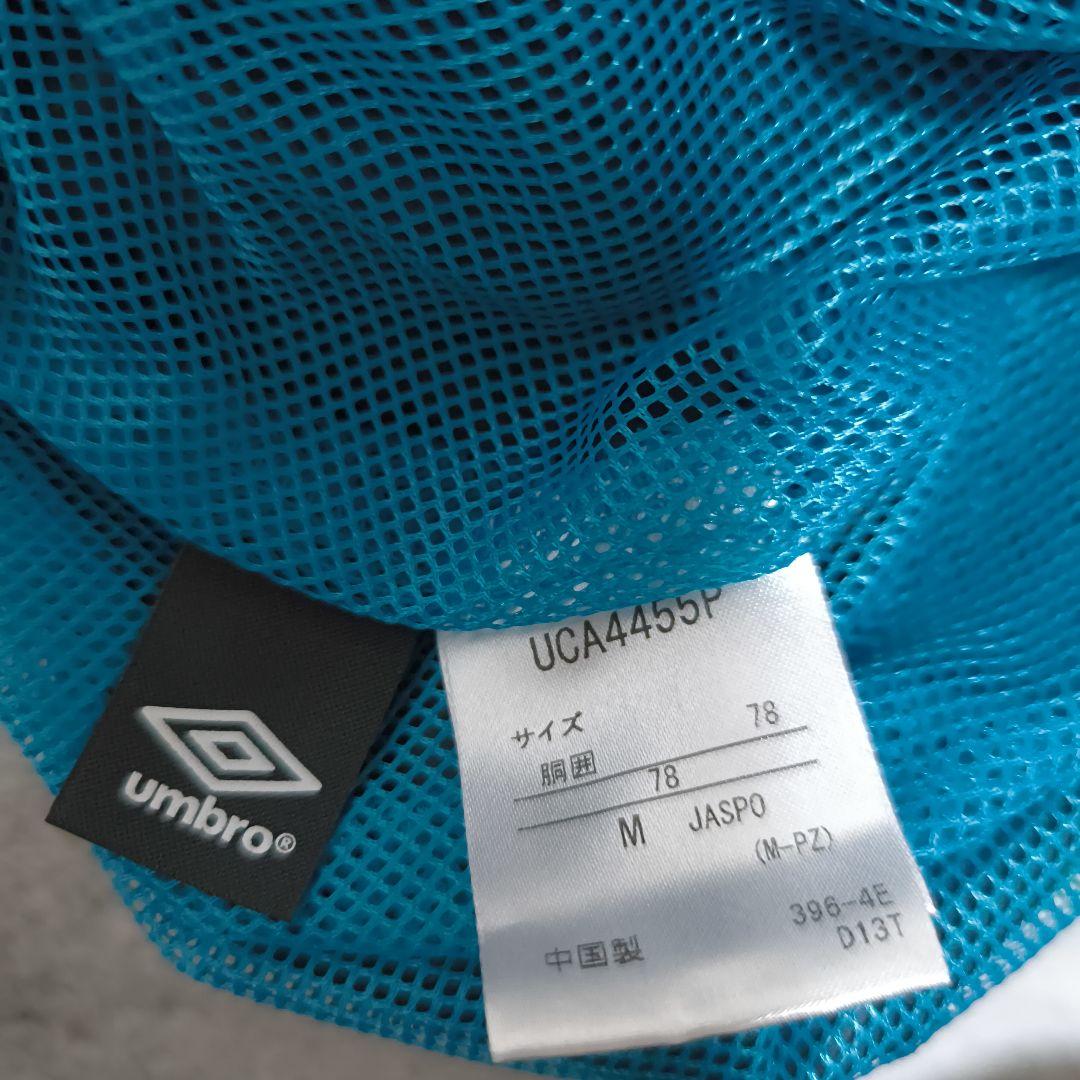 umbro®
UCA4455P
サイズ
胴囲 78
78
M JASPO
(M-PZ)
396-4E
中国製 D13T